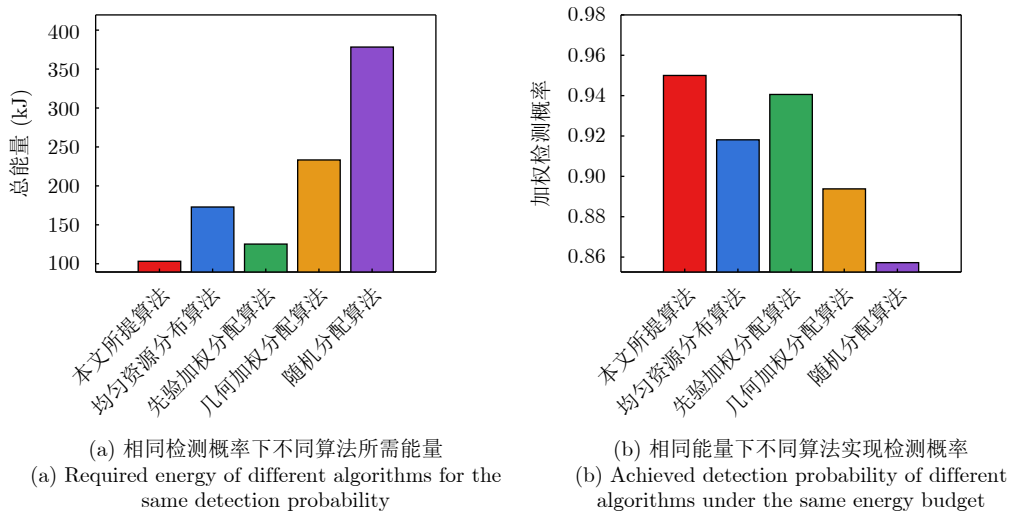 400
350
300
250
200
150
100
总能量 (kJ)
本文所提算法
均匀资源分布算法
先验加权分配算法
几何加权分配算法
随机分配算法
(a) 相同检测概率下不同算法所需能量
(a) Required energy of different algorithms for the
same detection probability
0.98
0.96
0.94
0.92
0.90
0.88
0.86
加权检测概率
本文所提算法
均匀资源分布算法
先验加权分配算法
几何加权分配算法
随机分配算法
(b) 相同能量下不同算法实现检测概率
(b) Achieved detection probability of different
algorithms under the same energy budget